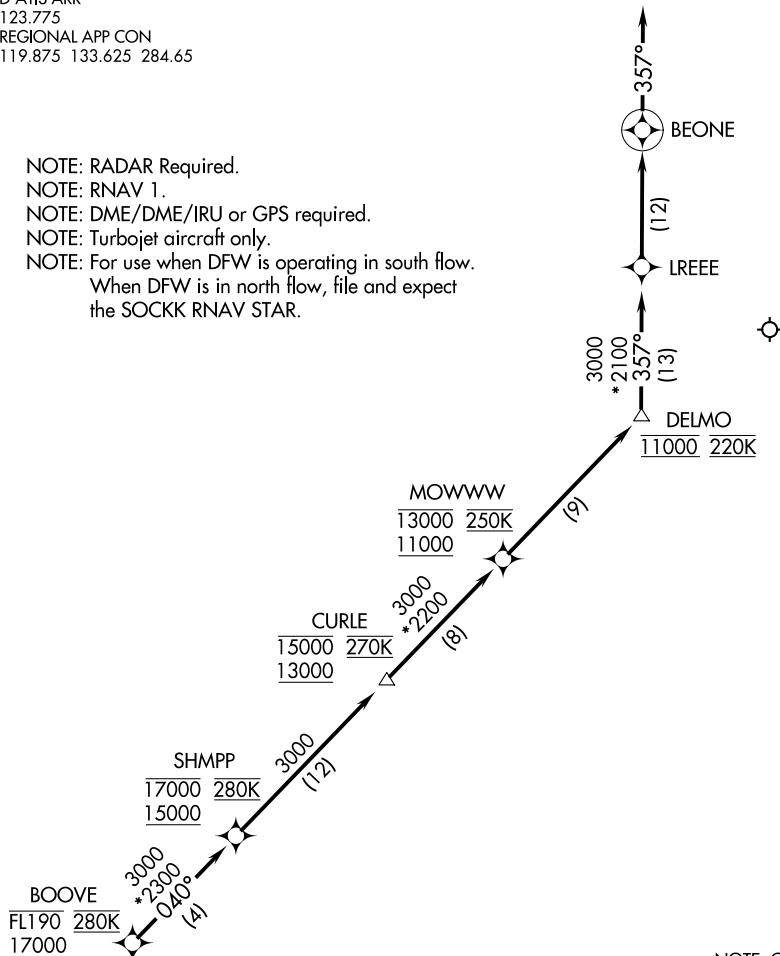 D-ATIS ARR
123.775
REGIONAL APP CON
119.875 133.625 284.65
NOTE: RADAR Required.
NOTE: RNAV 1.
NOTE: DME/DME/IRU or GPS required.
NOTE: Turbojet aircraft only.
NOTE: For use when DFW is operating in south flow.
When DFW is in north flow, file and expect
the SOCKK RNAV STAR.
357°
BEONE
(12)
LREEE
3000
*2100
357°
(13)
DELMO
11000 220K
(9)
MOWWW
13000 250K
11000
3000
*2200
(8)
CURLE
15000 270K
13000
3000
(12)
SHMPP
17000 280K
15000
3000
*2300
040°
(4)
BOOVE
FL190 280K
17000
NOTE: